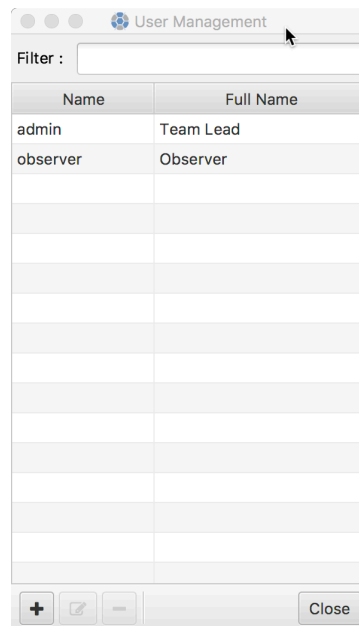 User Management
Filter :
Name Full Name
admin Team Lead
observer Observer
Close